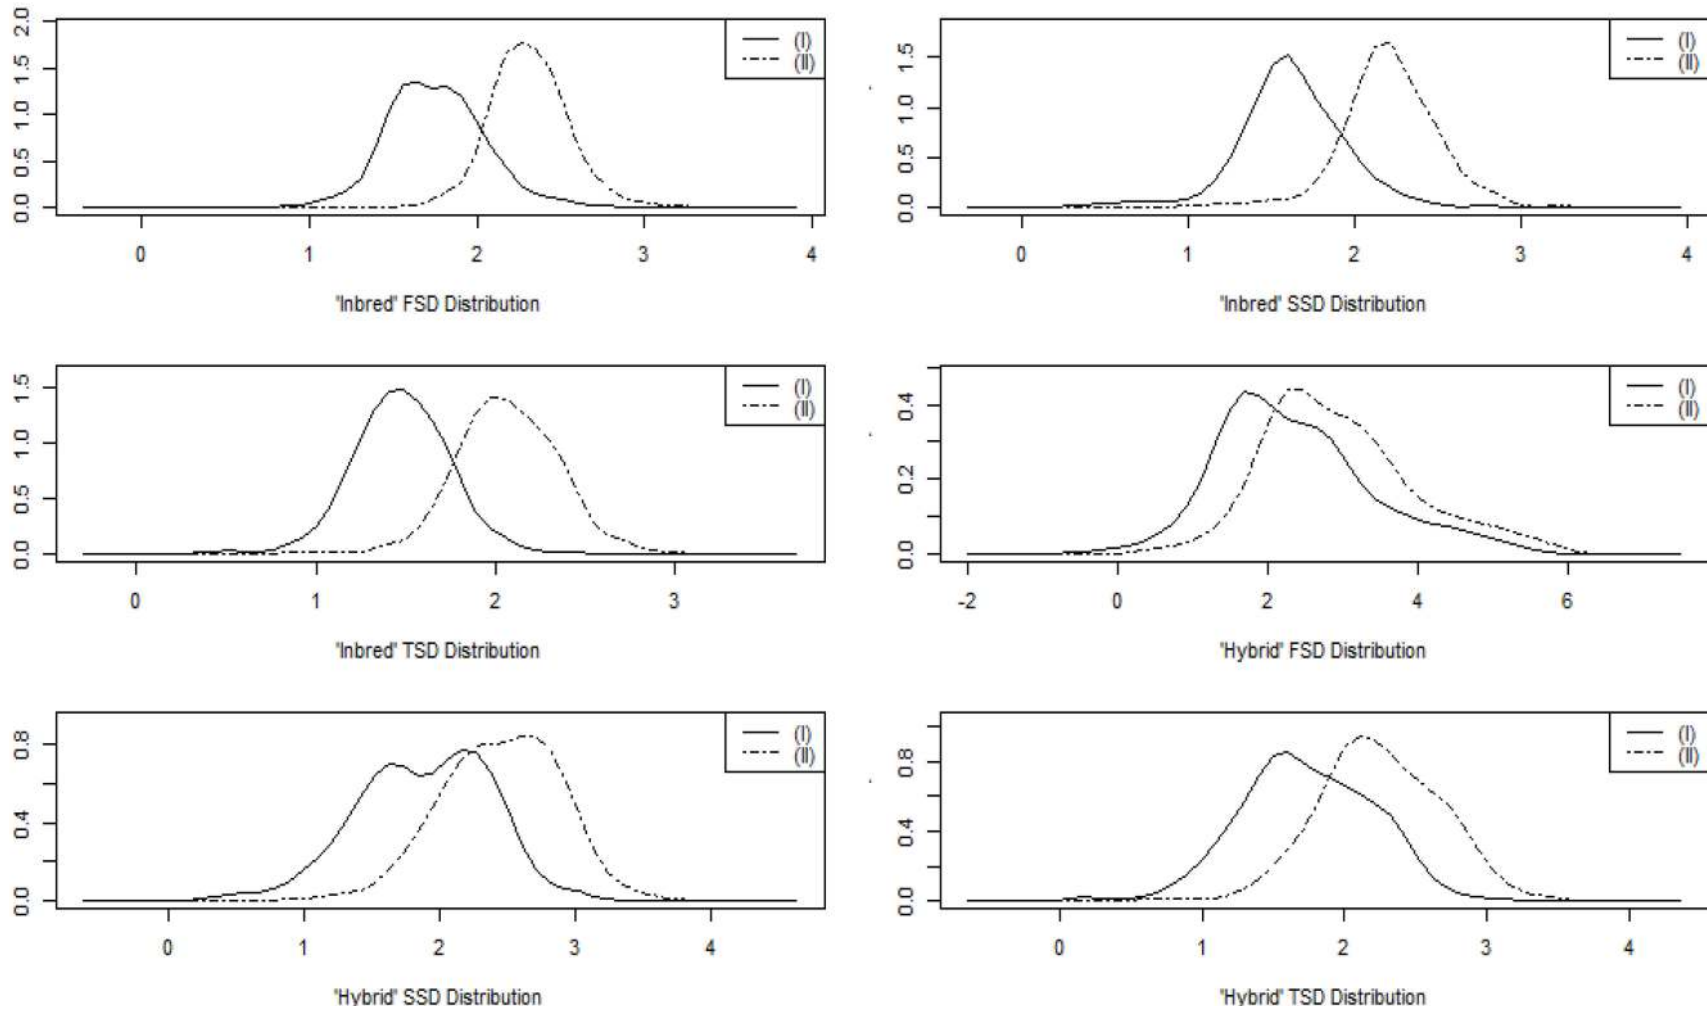 0.0 0.5 1.0 1.5 2.0
(I)
(II)
0 1 2 3 4
'Inbred' FSD Distribution
0.0 0.5 1.0 1.5
(I)
(II)
0 1 2 3 4
'Inbred' SSD Distribution
0.0 0.5 1.0 1.5
(I)
(II)
0 1 2 3
'Inbred' TSD Distribution
0.0 0.2 0.4
(I)
(II)
-2 0 2 4 6
'Hybrid' FSD Distribution
0.0 0.4 0.8
(I)
(II)
0 1 2 3 4
'Hybrid' SSD Distribution
0.0 0.4 0.8
(I)
(II)
0 1 2 3 4
'Hybrid' TSD Distribution